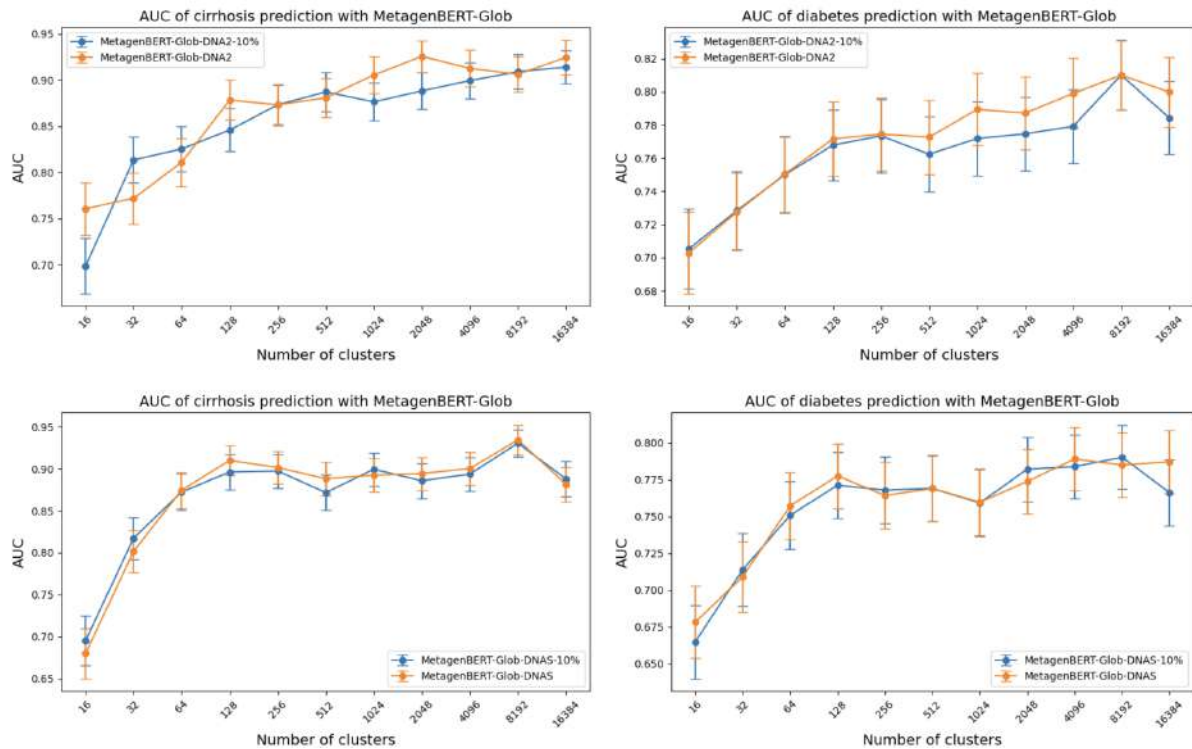 AUC of cirrhosis prediction with MetagenBERT-Glob
MetagenBERT-Glob-DNA2-10%
MetagenBERT-Glob-DNA2
AUC
0.95
0.90
0.85
0.80
0.75
0.70
16 32 64 128 256 512 1024 2048 4096 8192 16384
Number of clusters
AUC of diabetes prediction with MetagenBERT-Glob
MetagenBERT-Glob-DNA2-10%
MetagenBERT-Glob-DNA2
AUC
0.82
0.80
0.78
0.76
0.74
0.72
0.70
0.68
16 32 64 128 256 512 1024 2048 4096 8192 16384
Number of clusters
AUC of cirrhosis prediction with MetagenBERT-Glob
AUC
0.95
0.90
0.85
0.80
0.75
0.70
0.65
MetagenBERT-Glob-DNAS-10%
MetagenBERT-Glob-DNAS
16 32 64 128 256 512 1024 2048 4096 8192 16384
Number of clusters
AUC of diabetes prediction with MetagenBERT-Glob
AUC
0.800
0.775
0.750
0.725
0.700
0.675
0.650
MetagenBERT-Glob-DNAS-10%
MetagenBERT-Glob-DNAS
16 32 64 128 256 512 1024 2048 4096 8192 16384
Number of clusters